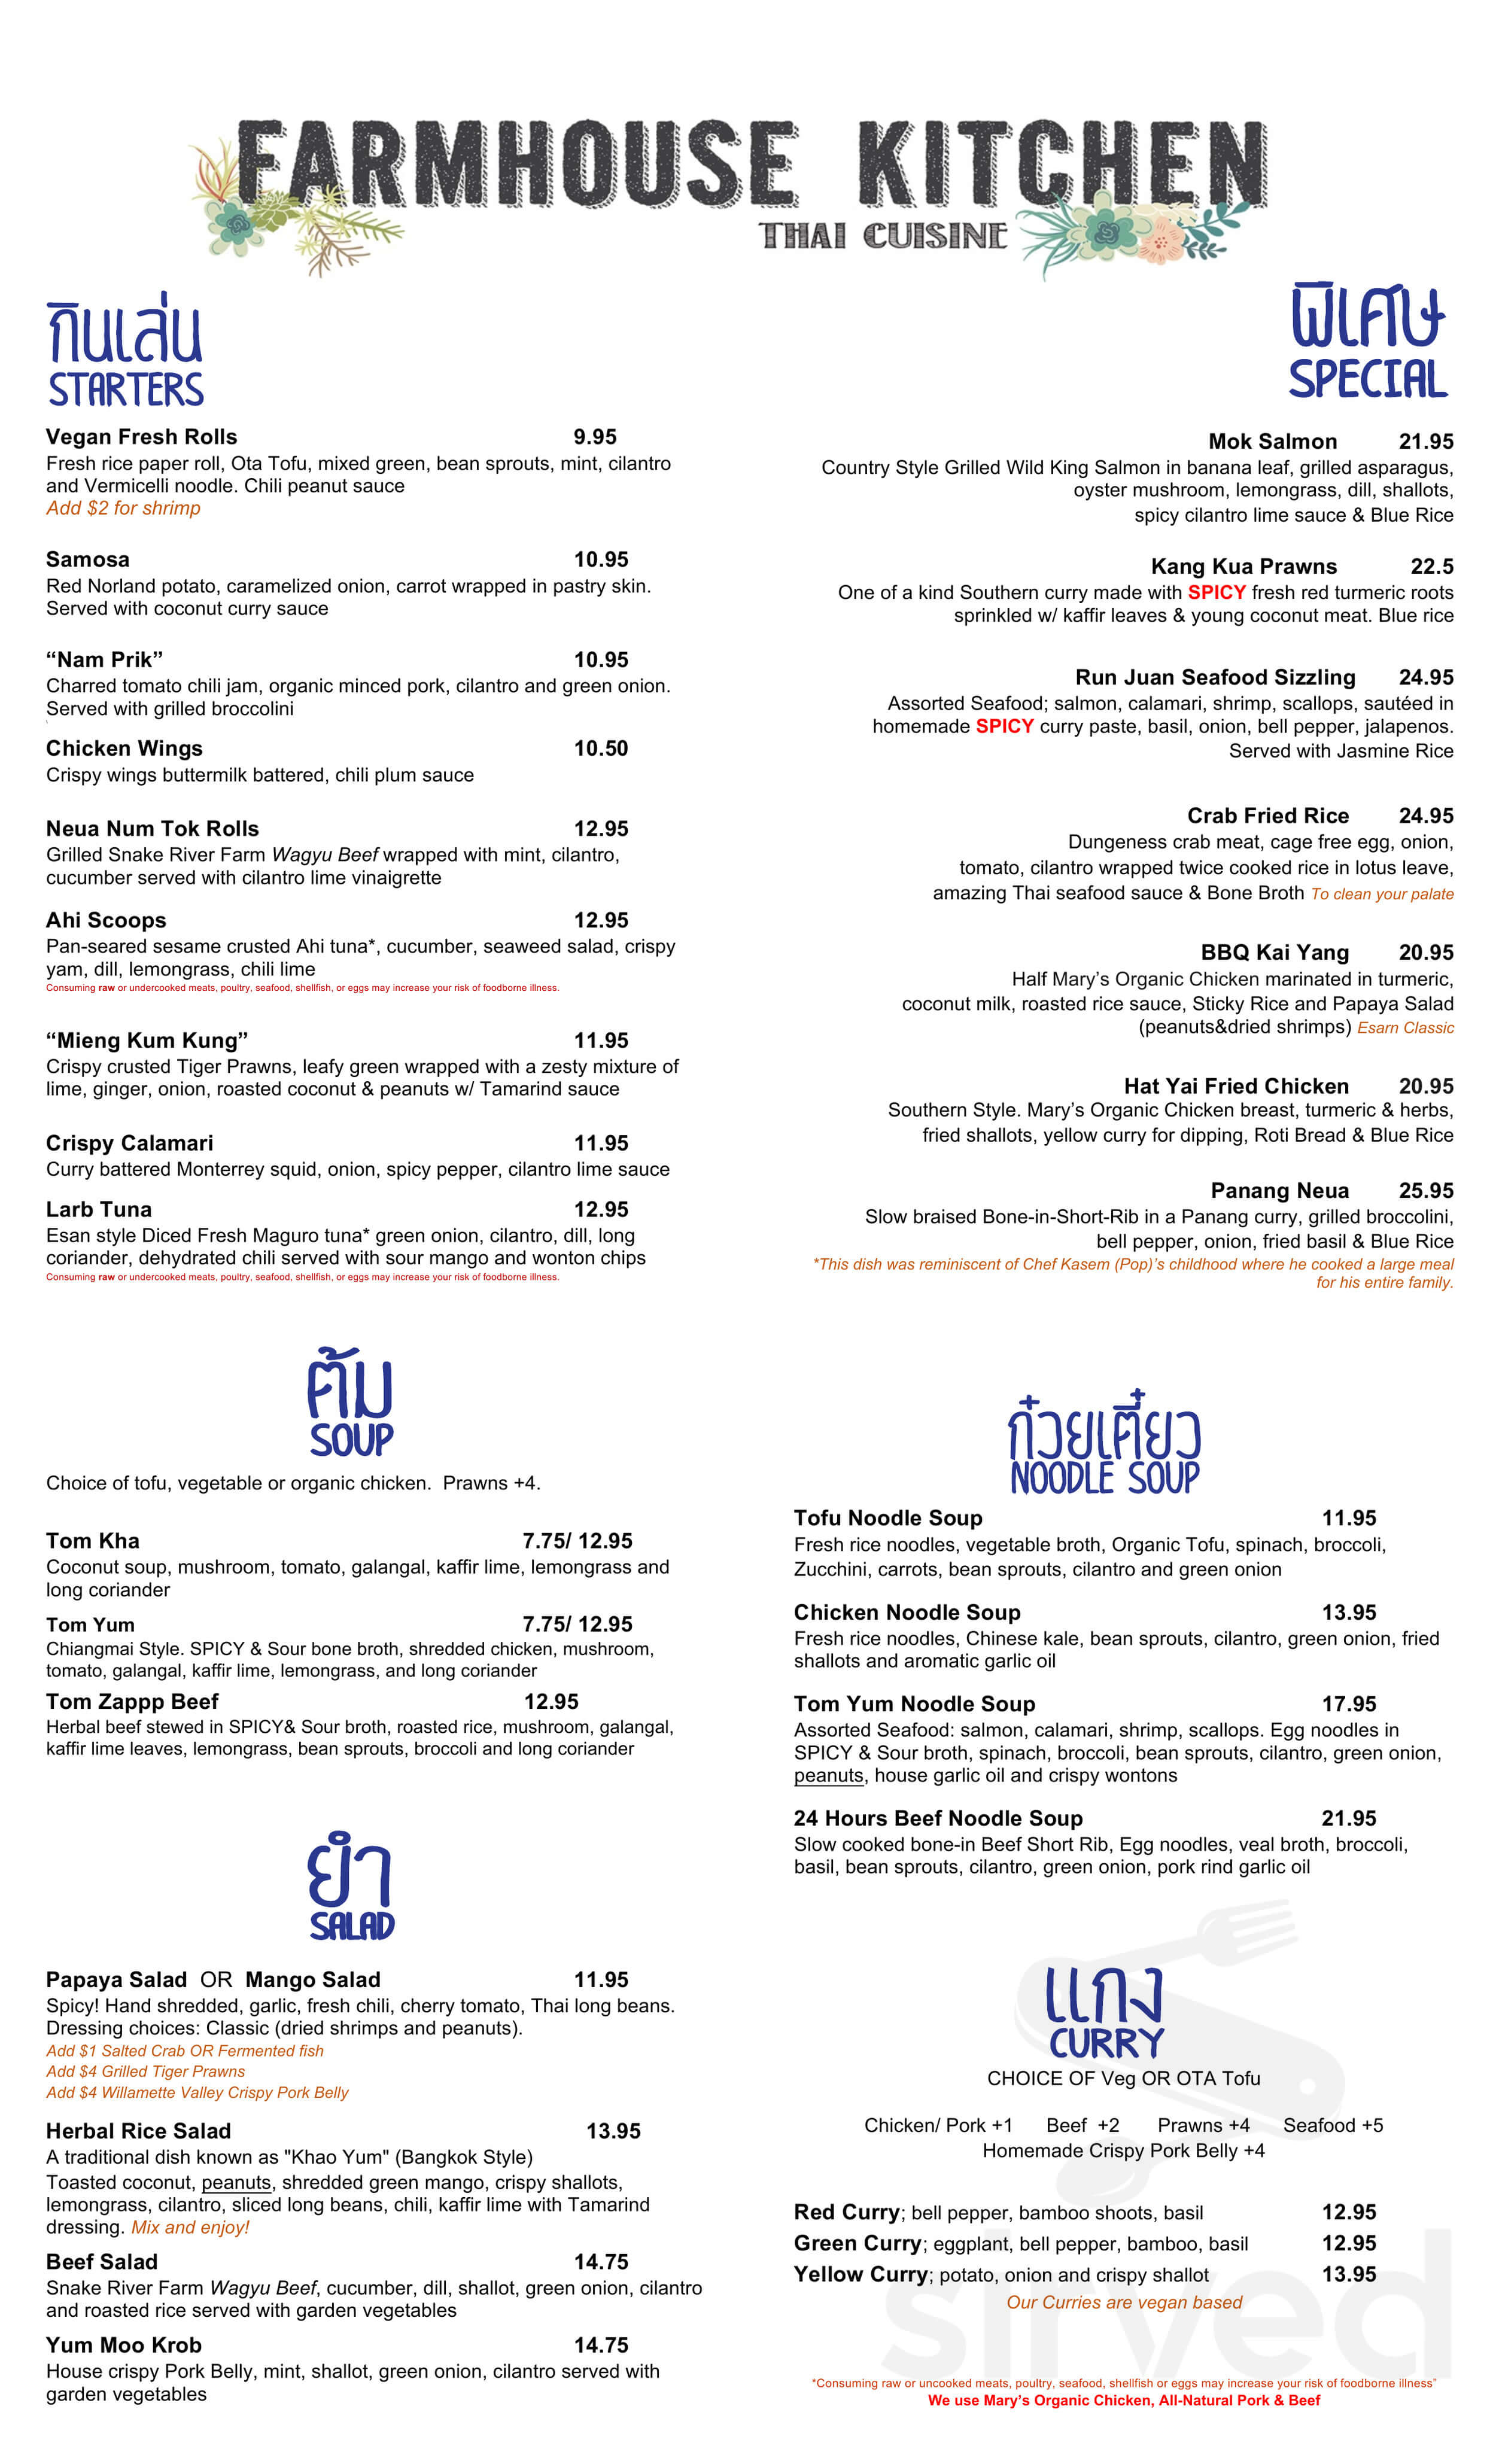 FARMHOUSE KITCHEN
THAI CUISINE
กินเล่น
STARTERS
Vegan Fresh Rolls 9.95
Fresh rice paper roll, Ota Tofu, mixed green, bean sprouts, mint, cilantro
and Vermicelli noodle. Chili peanut sauce
Add $2 for shrimp
Samosa 10.95
Red Norland potato, caramelized onion, carrot wrapped in pastry skin.
Served with coconut curry sauce
“Nam Prik” 10.95
Charred tomato chili jam, organic minced pork, cilantro and green onion.
Served with grilled broccolini
Chicken Wings 10.50
Crispy wings buttermilk battered, chili plum sauce
Neua Num Tok Rolls 12.95
Grilled Snake River Farm Wagyu Beef wrapped with mint, cilantro,
cucumber served with cilantro lime vinaigrette
Ahi Scoops 12.95
Pan-seared sesame crusted Ahi tuna*, cucumber, seaweed salad, crispy
yam, dill, lemongrass, chili lime
Consuming raw or undercooked meats, poultry, seafood, shellfish, or eggs may increase your risk of foodborne illness.
“Mieng Kum Kung” 11.95
Crispy crusted Tiger Prawns, leafy green wrapped with a zesty mixture of
lime, ginger, onion, roasted coconut & peanuts w/ Tamarind sauce
Crispy Calamari 11.95
Curry battered Monterrey squid, onion, spicy pepper, cilantro lime sauce
Larb Tuna 12.95
Esan style Diced Fresh Maguro tuna* green onion, cilantro, dill, long
coriander, dehydrated chili served with sour mango and wonton chips
Consuming raw or undercooked meats, poultry, seafood, shellfish, or eggs may increase your risk of foodborne illness.
ต้ม
SOUP
Choice of tofu, vegetable or organic chicken. Prawns +4.
Tom Kha 7.75/ 12.95
Coconut soup, mushroom, tomato, galangal, kaffir lime, lemongrass and
long coriander
Tom Yum 7.75/ 12.95
Chiangmai Style. SPICY & Sour bone broth, shredded chicken, mushroom,
tomato, galangal, kaffir lime, lemongrass, and long coriander
Tom Zappp Beef 12.95
Herbal beef stewed in SPICY& Sour broth, roasted rice, mushroom, galangal,
kaffir lime leaves, lemongrass, bean sprouts, broccoli and long coriander
ยำ
SALAD
Papaya Salad OR Mango Salad 11.95
Spicy! Hand shredded, garlic, fresh chili, cherry tomato, Thai long beans.
Dressing choices: Classic (dried shrimps and peanuts).
Add $1 Salted Crab OR Fermented fish
Add $4 Grilled Tiger Prawns
Add $4 Willamette Valley Crispy Pork Belly
Herbal Rice Salad 13.95
A traditional dish known as "Khao Yum" (Bangkok Style)
Toasted coconut, peanuts, shredded green mango, crispy shallots,
lemongrass, cilantro, sliced long beans, chili, kaffir lime with Tamarind
dressing. Mix and enjoy!
Beef Salad 14.75
Snake River Farm Wagyu Beef, cucumber, dill, shallot, green onion, cilantro
and roasted rice served with garden vegetables
Yum Moo Krob 14.75
House crispy Pork Belly, mint, shallot, green onion, cilantro served with
garden vegetables
พิเศษ
SPECIAL
Mok Salmon 21.95
Country Style Grilled Wild King Salmon in banana leaf, grilled asparagus,
oyster mushroom, lemongrass, dill, shallots,
spicy cilantro lime sauce & Blue Rice
Kang Kua Prawns 22.5
One of a kind Southern curry made with SPICY fresh red turmeric roots
sprinkled w/ kaffir leaves & young coconut meat. Blue rice
Run Juan Seafood Sizzling 24.95
Assorted Seafood; salmon, calamari, shrimp, scallops, sautéed in
homemade SPICY curry paste, basil, onion, bell pepper, jalapenos.
Served with Jasmine Rice
Crab Fried Rice 24.95
Dungeness crab meat, cage free egg, onion,
tomato, cilantro wrapped twice cooked rice in lotus leave,
amazing Thai seafood sauce & Bone Broth To clean your palate
BBQ Kai Yang 20.95
Half Mary’s Organic Chicken marinated in turmeric,
coconut milk, roasted rice sauce, Sticky Rice and Papaya Salad
(peanuts&dried shrimps) Esarn Classic
Hat Yai Fried Chicken 20.95
Southern Style. Mary’s Organic Chicken breast, turmeric & herbs,
fried shallots, yellow curry for dipping, Roti Bread & Blue Rice
Panang Neua 25.95
Slow braised Bone-in-Short-Rib in a Panang curry, grilled broccolini,
bell pepper, onion, fried basil & Blue Rice
*This dish was reminiscent of Chef Kasem (Pop)’s childhood where he cooked a large meal
for his entire family.
ก๋วยเตี๋ยว
NOODLE SOUP
Tofu Noodle Soup 11.95
Fresh rice noodles, vegetable broth, Organic Tofu, spinach, broccoli,
Zucchini, carrots, bean sprouts, cilantro and green onion
Chicken Noodle Soup 13.95
Fresh rice noodles, Chinese kale, bean sprouts, cilantro, green onion, fried
shallots and aromatic garlic oil
Tom Yum Noodle Soup 17.95
Assorted Seafood: salmon, calamari, shrimp, scallops. Egg noodles in
SPICY & Sour broth, spinach, broccoli, bean sprouts, cilantro, green onion,
peanuts, house garlic oil and crispy wontons
24 Hours Beef Noodle Soup 21.95
Slow cooked bone-in Beef Short Rib, Egg noodles, veal broth, broccoli,
basil, bean sprouts, cilantro, green onion, pork rind garlic oil
แกง
CURRY
CHOICE OF Veg OR OTA Tofu
Chicken/ Pork +1 Beef +2 Prawns +4 Seafood +5
Homemade Crispy Pork Belly +4
Red Curry; bell pepper, bamboo shoots, basil 12.95
Green Curry; eggplant, bell pepper, bamboo, basil 12.95
Yellow Curry; potato, onion and crispy shallot 13.95
Our Curries are vegan based
sirved
*Consuming raw or uncooked meats, poultry, seafood, shellfish or eggs may increase your risk of foodborne illness”
We use Mary’s Organic Chicken, All-Natural Pork & Beef